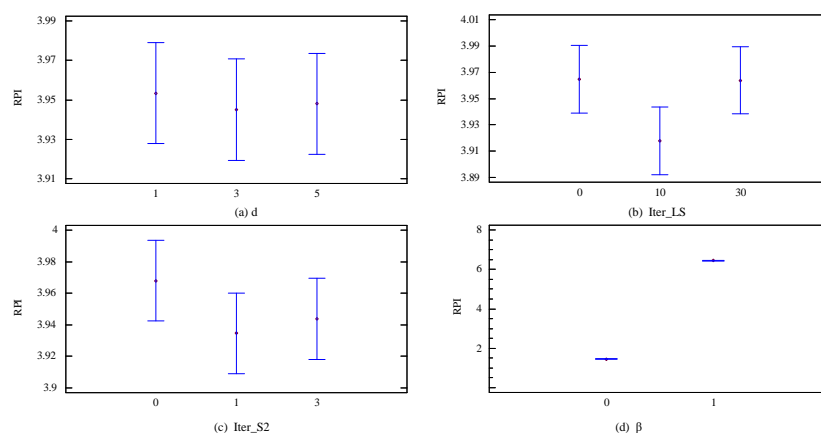 3.99
3.97
3.95
3.93
3.91
RPI
1 3 5
(a) d
4.01
3.99
3.97
3.95
3.93
3.91
3.89
RPI
0 10 30
(b) Iter_LS
4
3.98
3.96
3.94
3.92
3.9
RPI
0 1 3
(c) Iter_S2
8
6
4
2
RPI
0 1
(d) β